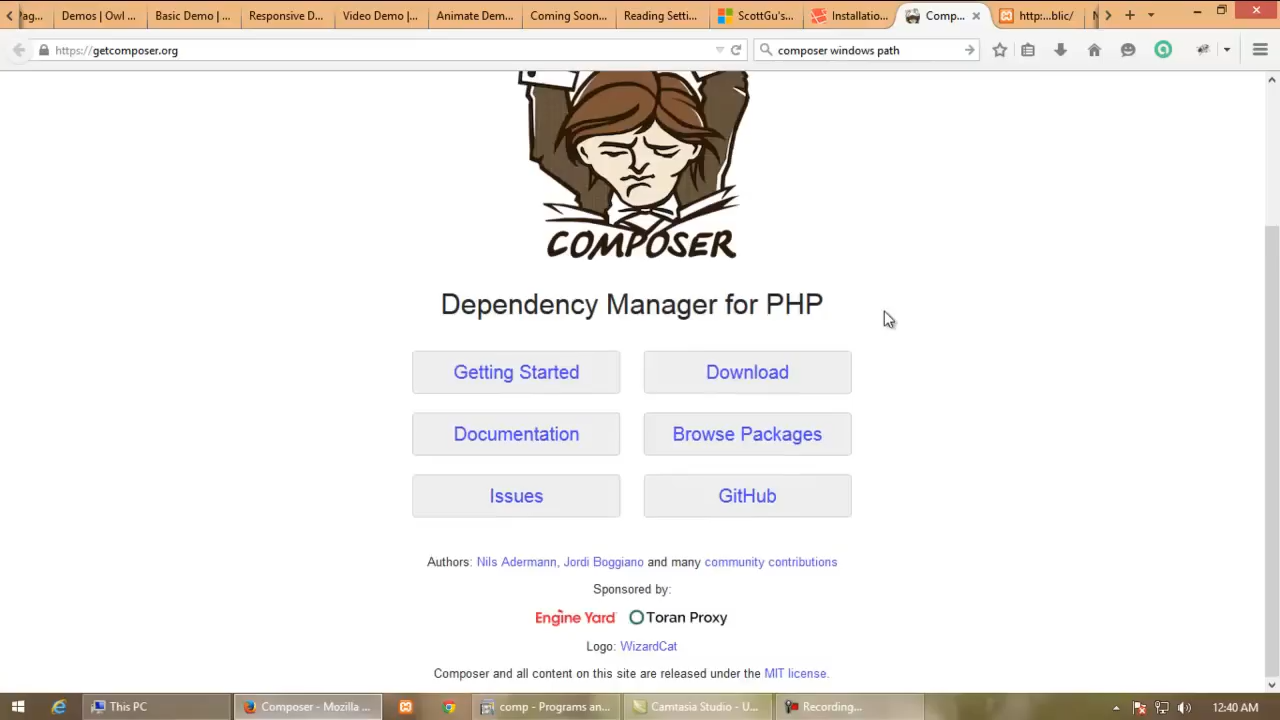 ag...
Demos | Owl ...
Basic Demo | ...
Responsive D...
Video Demo |...
Animate Dem...
Coming Soon...
Reading Setti...
ScottGu's...
Installatio...
Comp...
http:...blic/
https://getcomposer.org
composer windows path
COMPOSER
Dependency Manager for PHP
Getting Started
Download
Documentation
Browse Packages
Issues
GitHub
Authors: Nils Adermann, Jordi Boggiano and many community contributions
Sponsored by:
Engine Yard
Toran Proxy
Logo: WizardCat
Composer and all content on this site are released under the MIT license.
This PC
Composer - Mozilla ...
comp - Programs an...
Camtasia Studio - U...
Recording...
12:40 AM